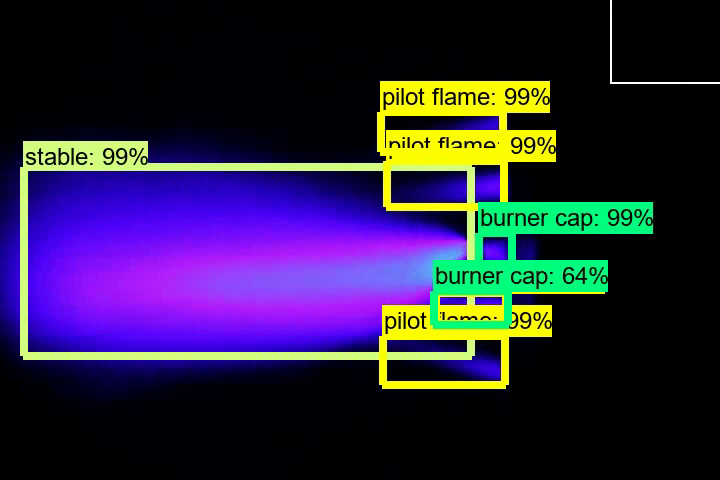 pilot flame: 99%
pilot flame: 99%
stable: 99%
burner cap: 99%
burner cap: 64%
pilot flame: 99%